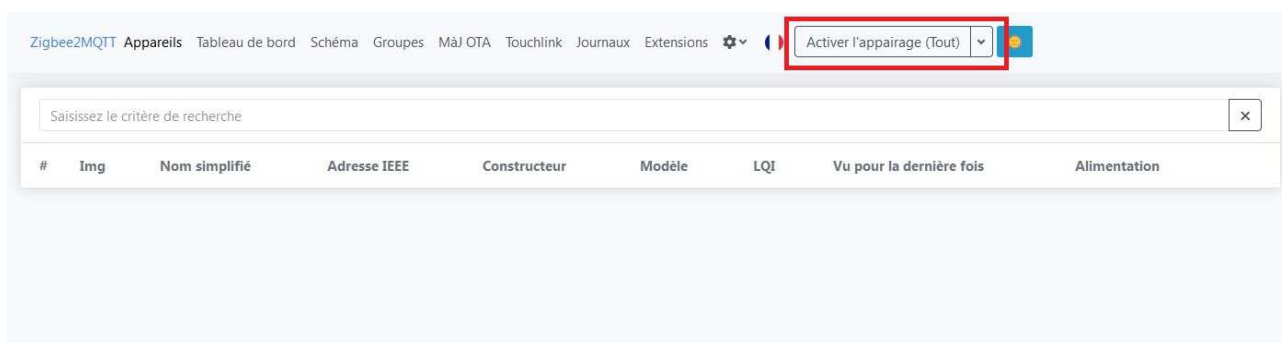 Zigbee2MQTT Appareils Tableau de bord Schéma Groupes MàJ OTA Touchlink Journaux Extensions Activer l'appairage (Tout)
Saisissez le critère de recherche
# Img Nom simplifié Adresse IEEE Constructeur Modèle LQI Vu pour la dernière fois Alimentation